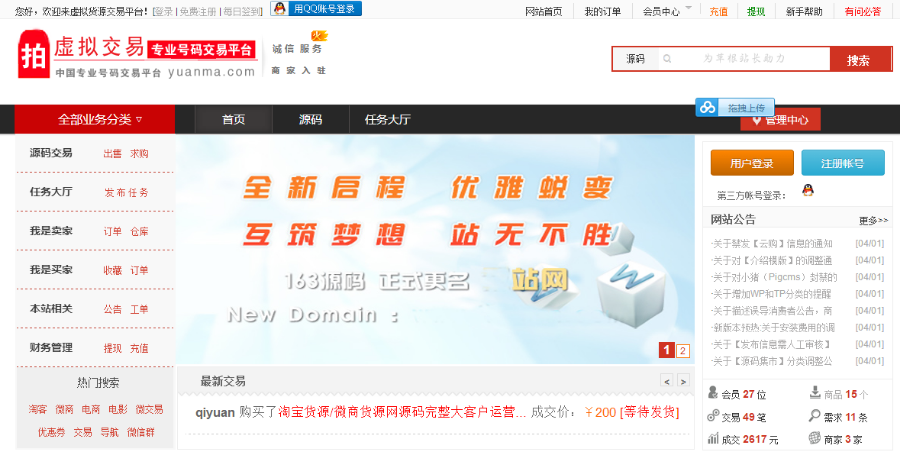 您好，欢迎来虚拟货源交易平台！ [登录 | 免费注册 | 每日签到] 用QQ账号登录 网站首页 我的订单 会员中心 充值 提现 新手帮助 有问必答
拍 虚拟交易 专业号码交易平台
中国专业号码交易平台 yuanma.com
诚信 服务
商家入驻
源码 为草根站长助力 搜索
拖拽上传
全部业务分类 首页 源码 任务大厅 管理中心
源码交易 出售 求购
任务大厅 发布任务
我是卖家 订单 仓库
我是买家 收藏 订单
本站相关 公告 工单
财务管理 提现 充值
热门搜索
淘客 微商 电商 电影 微交易
优惠券 交易 导航 微信群
全新启程 优雅蜕变
互筑梦想 站无不胜
163源码 正式更名 站网
New Domain :
1 2
最新交易 < >
qiyuan 购买了淘宝货源/微商货源网源码完整大客户运营... 成交价： ￥200 [等待发货]
用户登录 注册帐号
第三方帐号登录：
网站公告 更多>>
·关于禁发【云购】信息的通知 [04/01]
·关于对【介绍模版】的调整通 [04/01]
·关于对小猪（Pigcms）封禁的 [04/01]
·关于增加WP和TP分类的提醒 [04/01]
·关于描述误导消费者公告，商 [04/01]
·新版本预热:关于安装费用的调 [04/01]
·关于【发布信息需人工审核】 [04/01]
·关于【源码集市】分类调整公 [04/01]
会员 27 位 商品 15 个
交易 49 笔 需求 11 条
成交 2617 元 商家 3 家